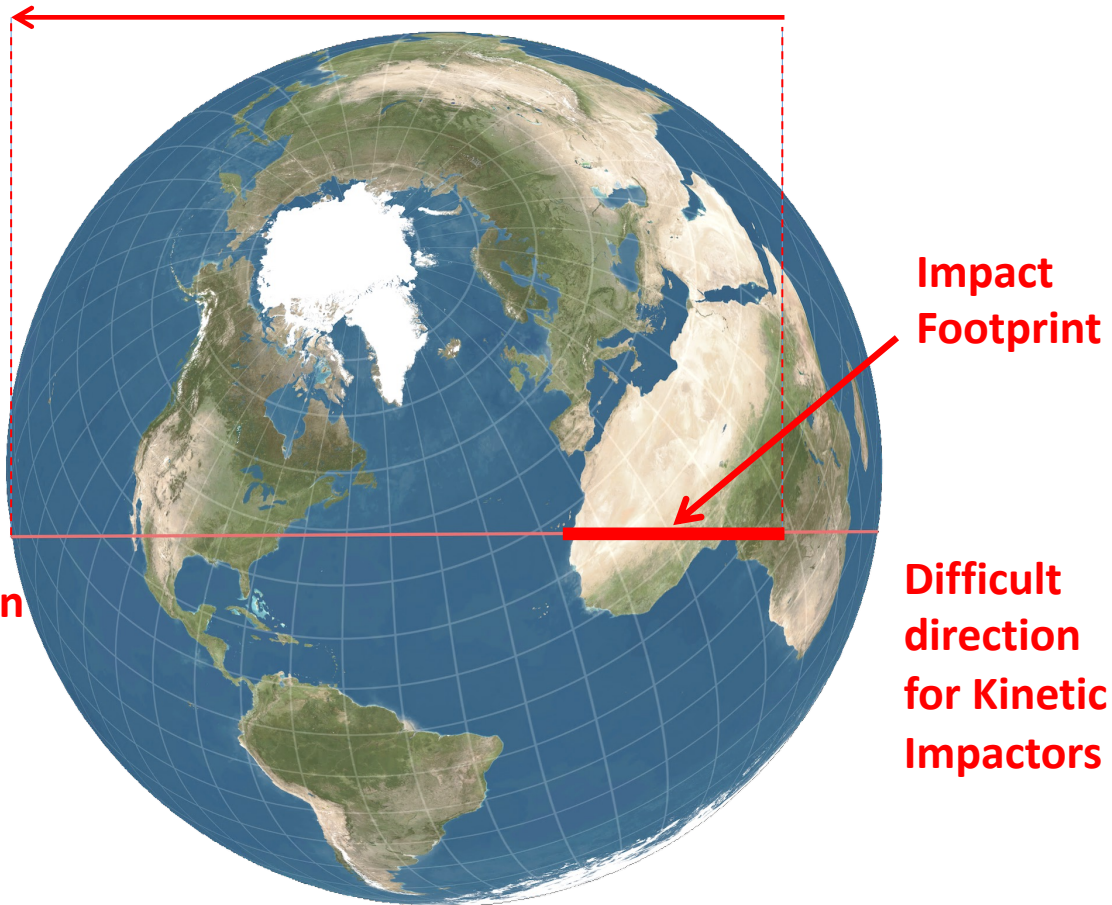 Impact
Footprint
n
Difficult
direction
for Kinetic
Impactors